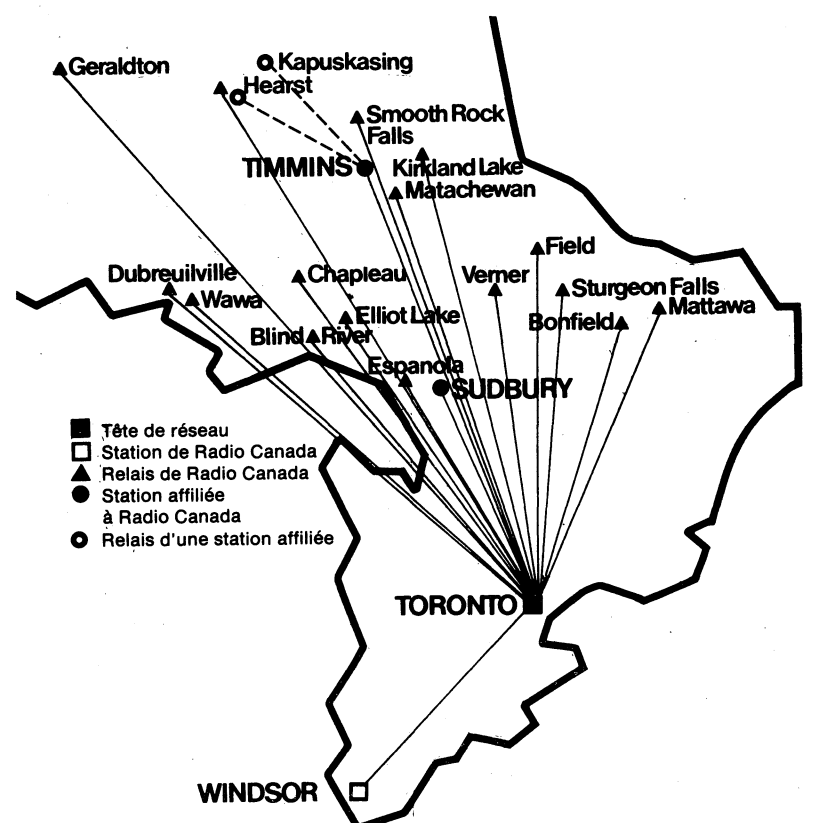 Geraldton
Kapuskasing
Hearst
Smooth Rock
Falls
TIMMINS
Kirkland Lake
Matachewan
Field
Dubreuilville
Wawa
Chapleau
Verner
Sturgeon Falls
Mattawa
Bonfield
Elliot Lake
Blind River
Espanola
SUDBURY
Tête de réseau
Station de Radio Canada
Relais de Radio Canada
Station affiliée
à Radio Canada
Relais d'une station affiliée
TORONTO
WINDSOR